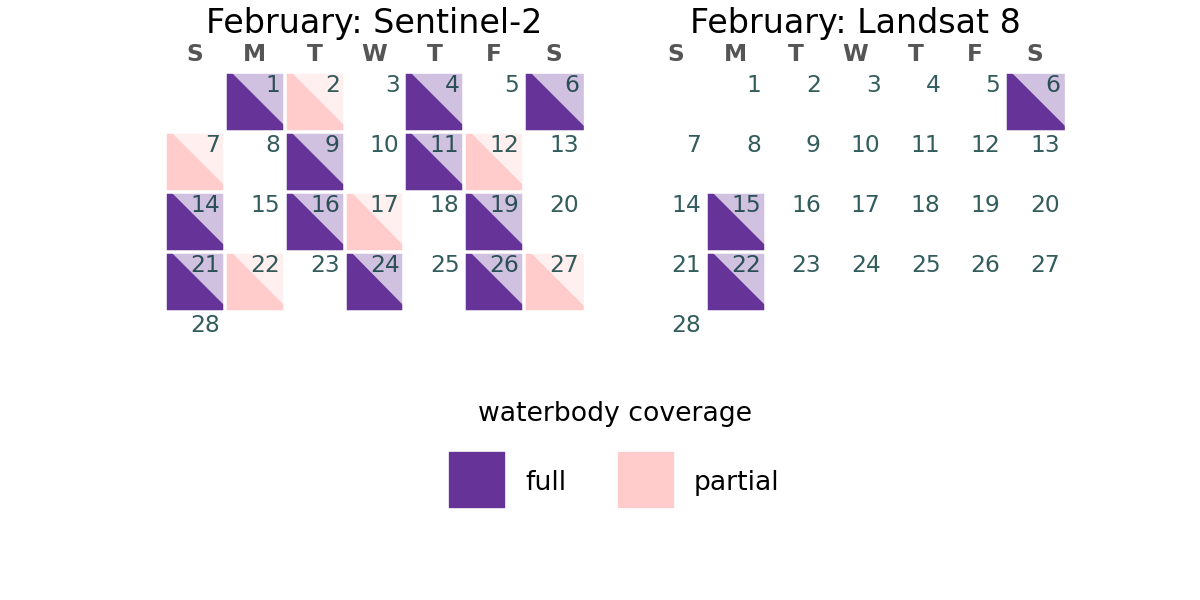 February: Sentinel-2
S M T W T F S
1 2 3 4 5 6
7 8 9 10 11 12 13
14 15 16 17 18 19 20
21 22 23 24 25 26 27
28
February: Landsat 8
S M T W T F S
1 2 3 4 5 6
7 8 9 10 11 12 13
14 15 16 17 18 19 20
21 22 23 24 25 26 27
28
waterbody coverage
full partial